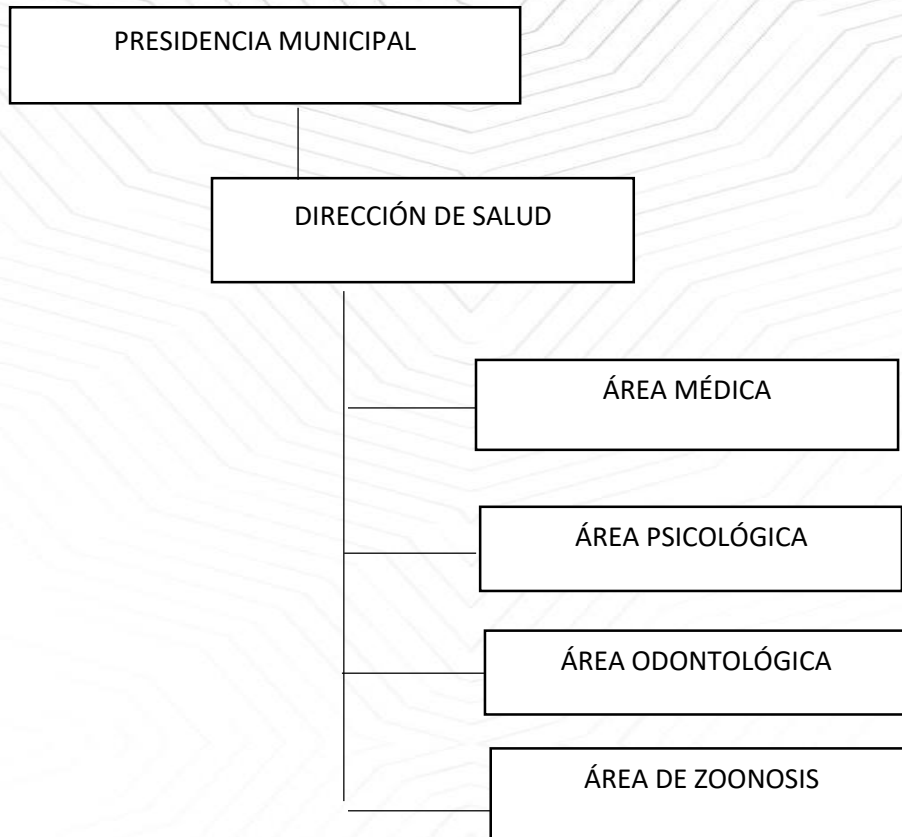 PRESIDENCIA MUNICIPAL
DIRECCIÓN DE SALUD
ÁREA MÉDICA
ÁREA PSICOLÓGICA
ÁREA ODONTOLÓGICA
ÁREA DE ZOONOSIS